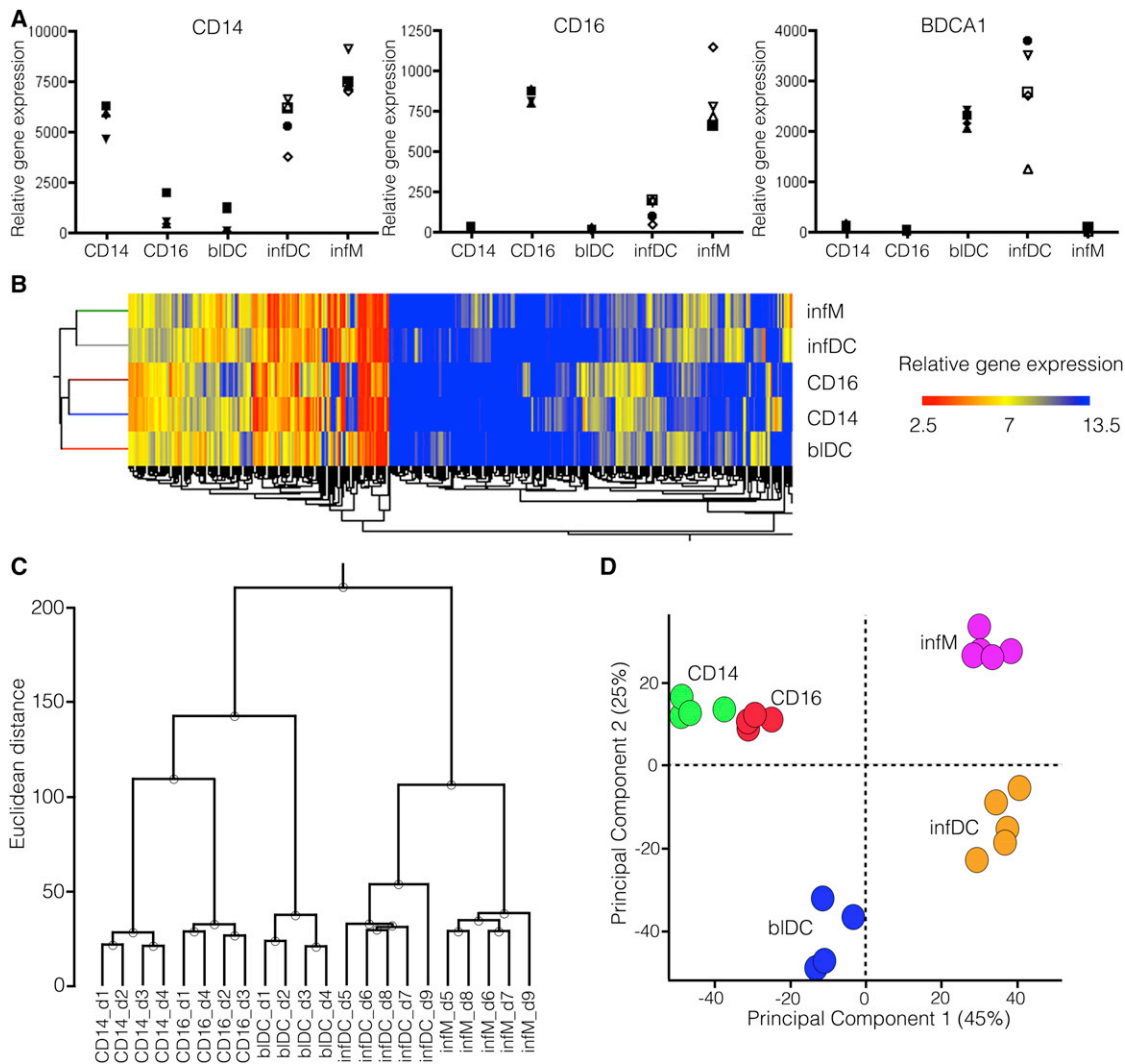 A
CD14
Relative gene expression
10000
7500
5000
2500
0
CD14 CD16 blDC infDC infM
CD16
Relative gene expression
1250
1000
750
500
250
0
CD14 CD16 blDC infDC infM
BDCA1
Relative gene expression
4000
3000
2000
1000
0
CD14 CD16 blDC infDC infM
B
infM
infDC
CD16
CD14
blDC
Relative gene expression
2.5 7 13.5
C
Euclidean distance
200
150
100
50
0
CD14_d1
CD14_d2
CD14_d3
CD14_d4
CD16_d1
CD16_d4
CD16_d2
CD16_d3
blDC_d1
blDC_d2
blDC_d3
blDC_d4
infDC_d5
infDC_d6
infDC_d8
infDC_d7
infDC_d9
infM_d5
infM_d8
infM_d6
infM_d7
infM_d9
D
Principal Component 2 (25%)
20
0
-20
-40
infM
CD14
CD16
infDC
blDC
-40 -20 0 20 40
Principal Component 1 (45%)